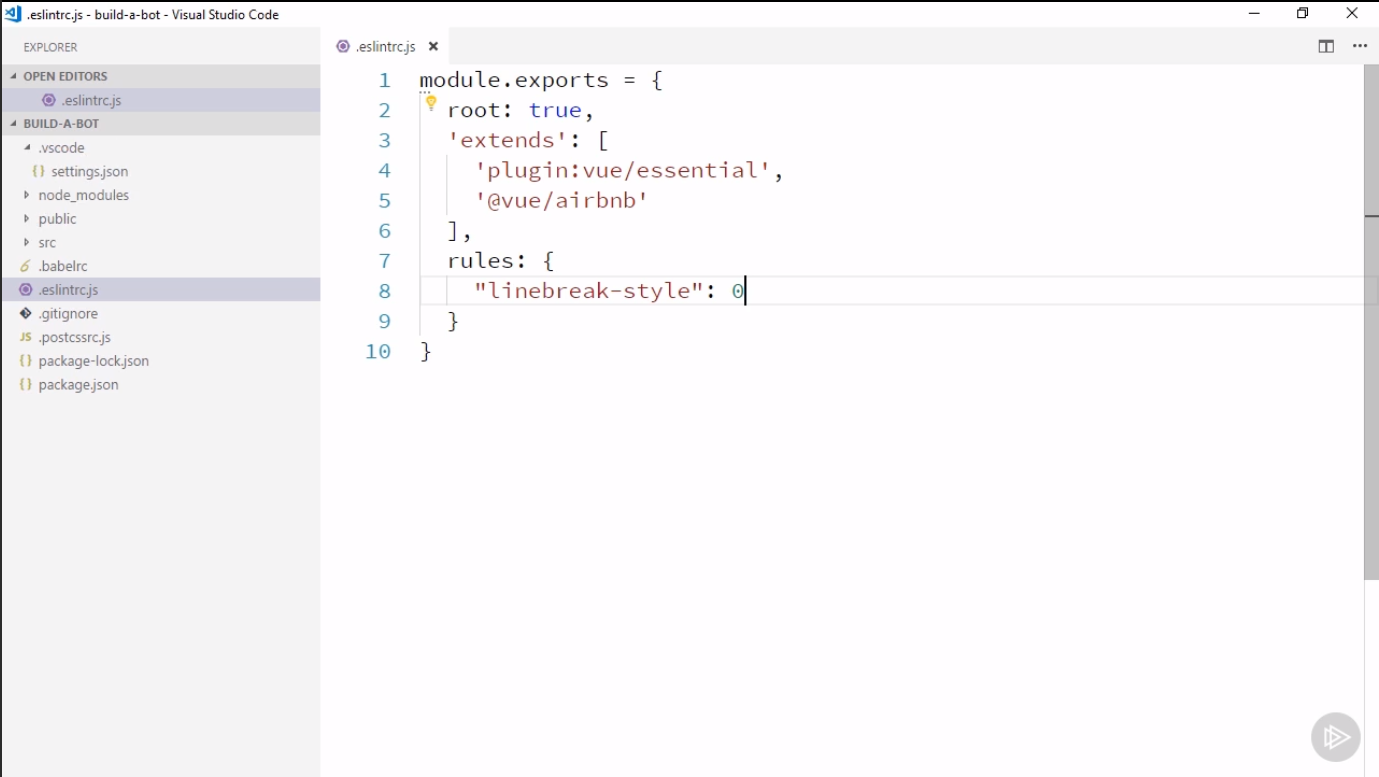 .eslintrc.js - build-a-bot - Visual Studio Code
EXPLORER
OPEN EDITORS
.eslintrc.js
BUILD-A-BOT
.vscode
{} settings.json
node_modules
public
src
6 .babelrc
.eslintrc.js
.gitignore
JS .postcssrc.js
{} package-lock.json
{} package.json
.eslintrc.js
1 module.exports = {
2 root: true,
3 'extends': [
4 'plugin:vue/essential',
5 '@vue/airbnb'
6 ],
7 rules: {
8 "linebreak-style": 0
9 }
10 }